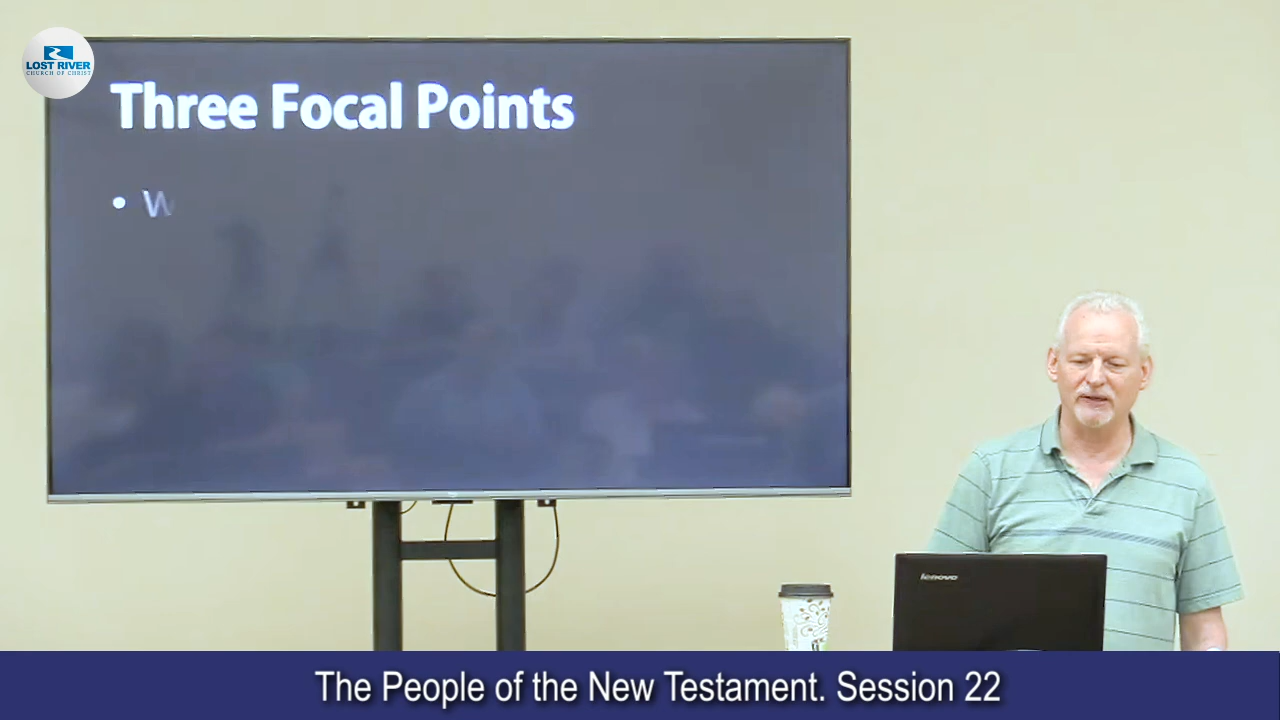 LOST RIVER
CHURCH OF CHRIST
Three Focal Points
• W
lenovo
The People of the New Testament. Session 22